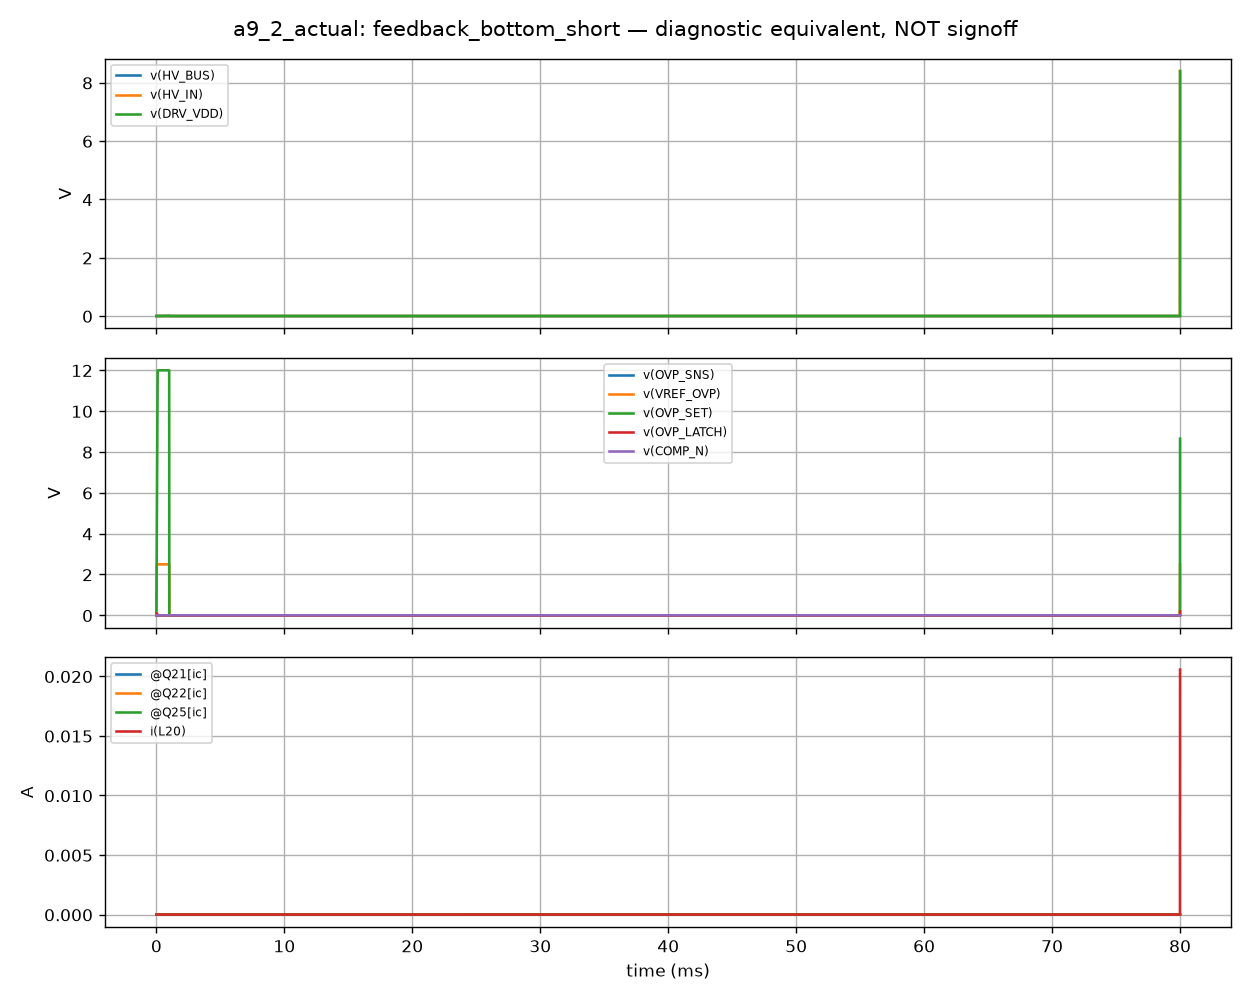 a9_2_actual: feedback_bottom_short — diagnostic equivalent, NOT signoff
v(HV_BUS)
v(HV_IN)
v(DRV_VDD)
8
6
4
2
0
V
v(OVP_SNS)
v(VREF_OVP)
v(OVP_SET)
v(OVP_LATCH)
v(COMP_N)
12
10
8
6
4
2
0
V
@Q21[ic]
@Q22[ic]
@Q25[ic]
i(L20)
0.020
0.015
0.010
0.005
0.000
A
0 10 20 30 40 50 60 70 80
time (ms)